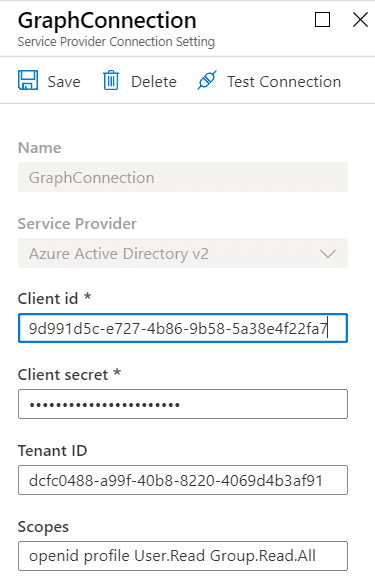 GraphConnection
Service Provider Connection Setting
Save Delete Test Connection
Name
GraphConnection
Service Provider
Azure Active Directory v2
Client id *
9d991d5c-e727-4b86-9b58-5a38e4f22fa7
Client secret *
•••••••••••••••••••••••
Tenant ID
dcfc0488-a99f-40b8-8220-4069d4b3af91
Scopes
openid profile User.Read Group.Read.All